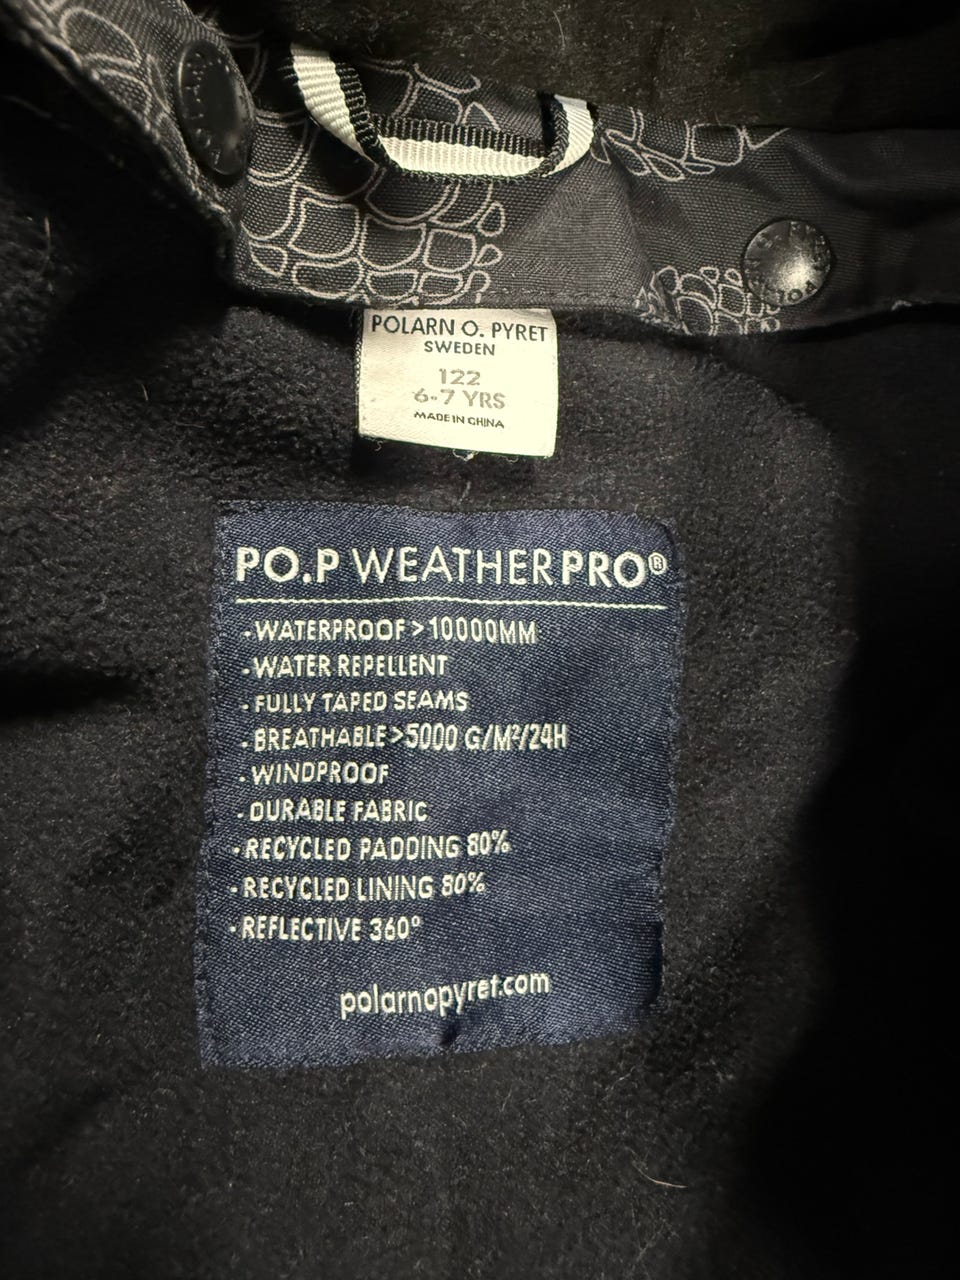 POLARN O. PYRET
SWEDEN
122
6-7 YRS
MADE IN CHINA
PO.P WEATHERPRO®
-WATERPROOF>10000MM
-WATER REPELLENT
-FULLY TAPED SEAMS
-BREATHABLE>5000 G/M²/24H
-WINDPROOF
-DURABLE FABRIC
-RECYCLED PADDING 80%
-RECYCLED LINING 80%
-REFLECTIVE 360°
polarnopyret.com